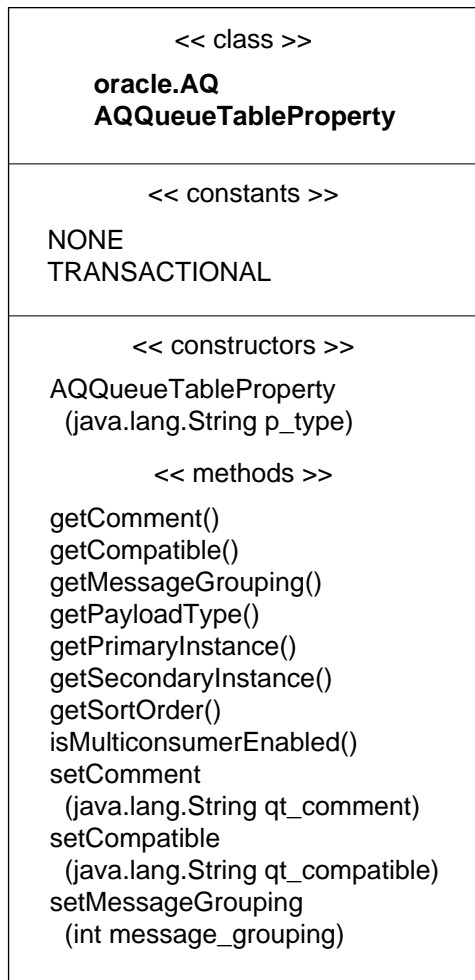 << class >>
oracle.AQ
AQQueueTableProperty
<< constants >>
NONE
TRANSACTIONAL
<< constructors >>
AQQueueTableProperty
(java.lang.String p_type)
<< methods >>
getComment()
getCompatible()
getMessageGrouping()
getPayloadType()
getPrimaryInstance()
getSecondaryInstance()
getSortOrder()
isMulticonsumerEnabled()
setComment
(java.lang.String qt_comment)
setCompatible
(java.lang.String qt_compatible)
setMessageGrouping
(int message_grouping)